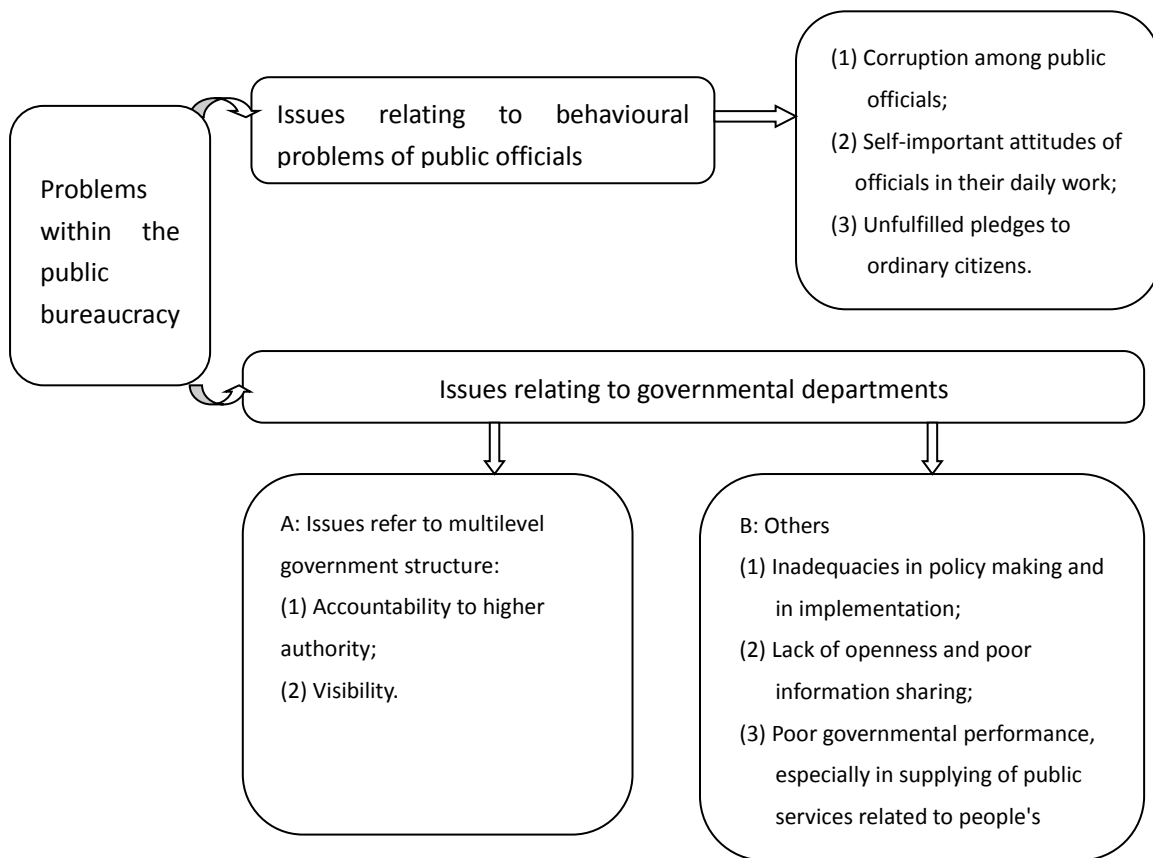 Problems
within the
public
bureaucracy
Issues relating to behavioural
problems of public officials
(1) Corruption among public
officials;
(2) Self-important attitudes of
officials in their daily work;
(3) Unfulfilled pledges to
ordinary citizens.
Issues relating to governmental departments
A: Issues refer to multilevel
government structure:
(1) Accountability to higher
authority;
(2) Visibility.
B: Others
(1) Inadequacies in policy making and
in implementation;
(2) Lack of openness and poor
information sharing;
(3) Poor governmental performance,
especially in supplying of public
services related to people's